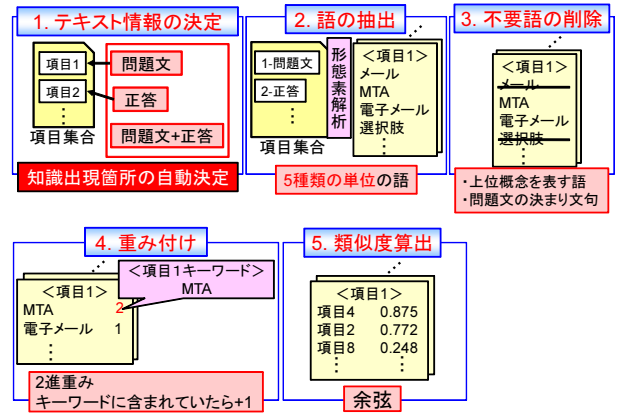 1. テキスト情報の決定
項目1
項目2
⋮
項目集合
問題文
正答
問題文+正答
知識出現箇所の自動決定
2. 語の抽出
1-問題文
2-正答
⋮
項目集合
形態素解析
<項目1>
メール
MTA
電子メール
選択肢
5種類の単位の語
3. 不要語の削除
<項目1>
メール
MTA
電子メール
選択肢
・上位概念を表す語
・問題文の決まり文句
4. 重み付け
<項目1>
MTA 2
電子メール 1
⋮
<項目1キーワード>
MTA
2進重み
キーワードに含まれていたら+1
5. 類似度算出
<項目1>
項目4 0.875
項目2 0.772
項目8 0.248
⋮ ⋮
余弦